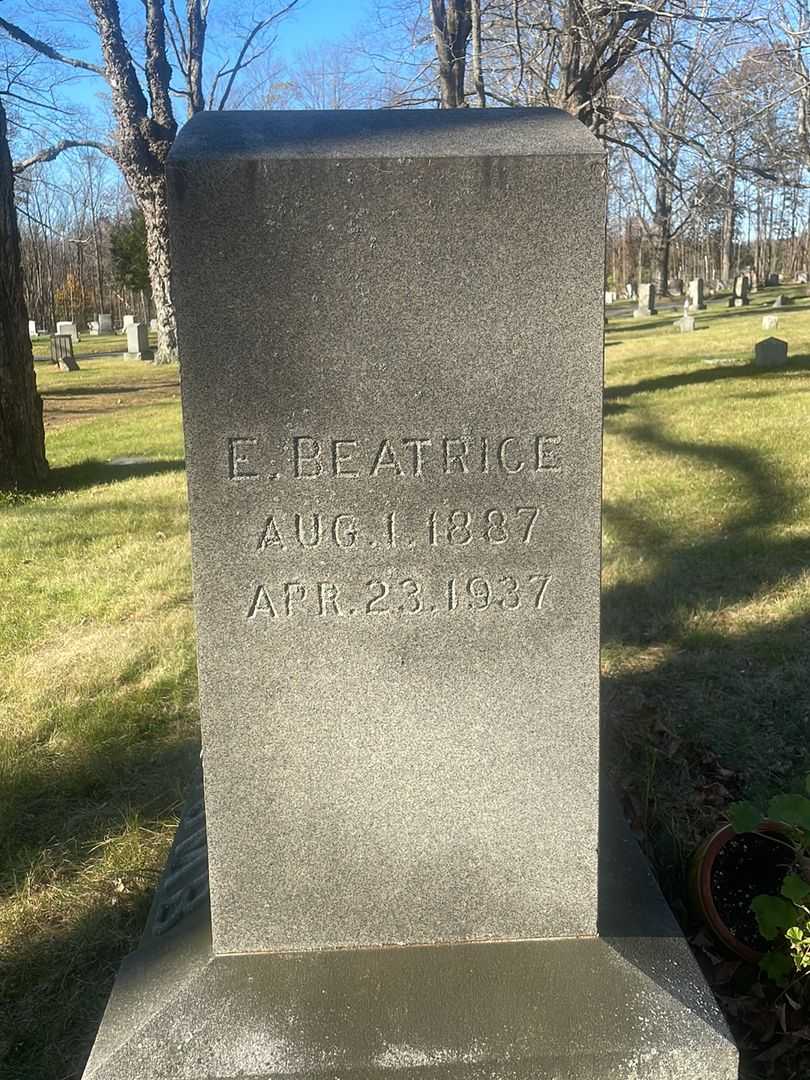 E. BEATRICE
AUG. 1. 1887
APR. 23. 1937